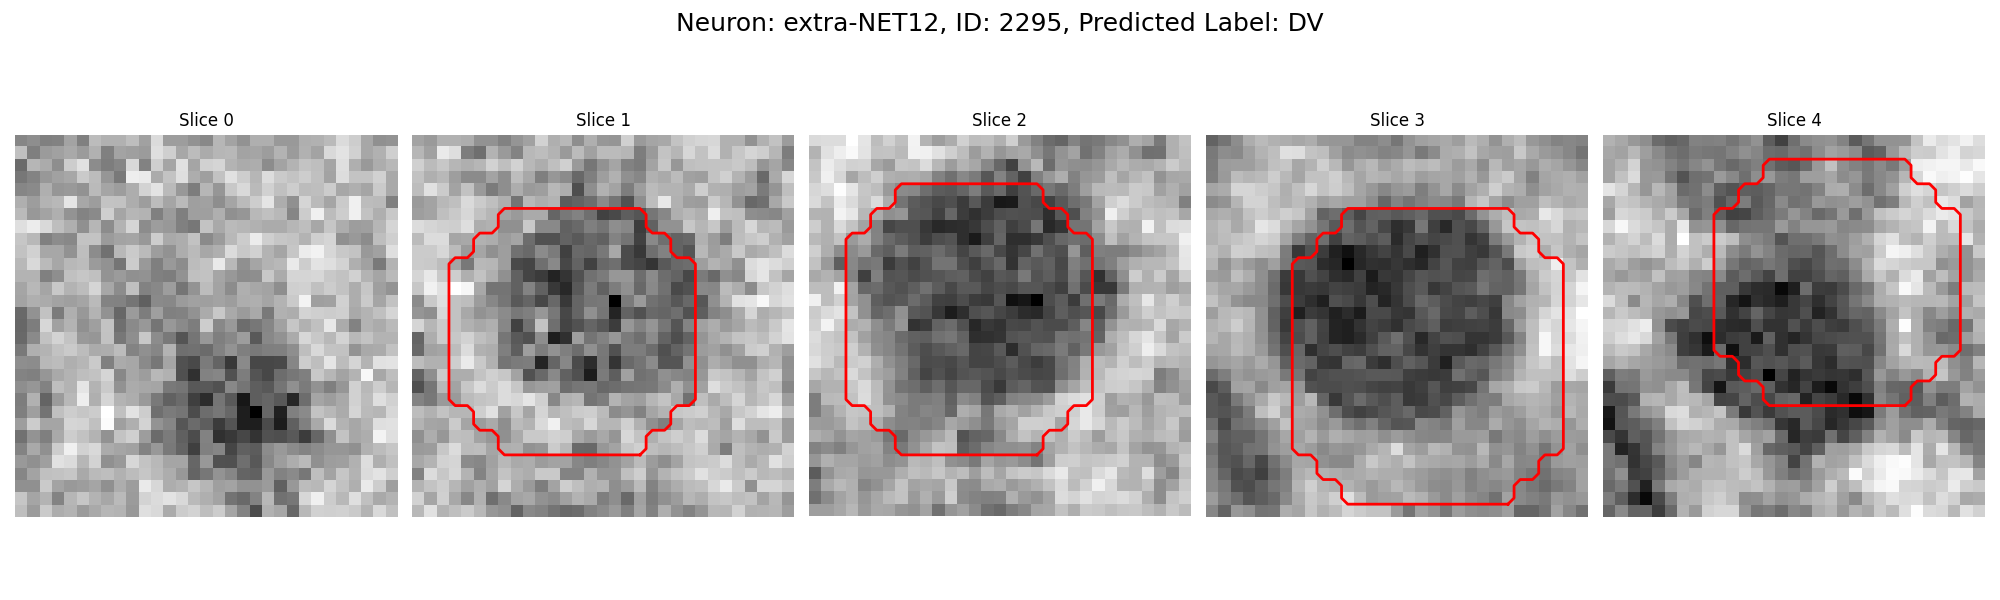 Neuron: extra-NET12, ID: 2295, Predicted Label: DV
Slice 0
Slice 1
Slice 2
Slice 3
Slice 4